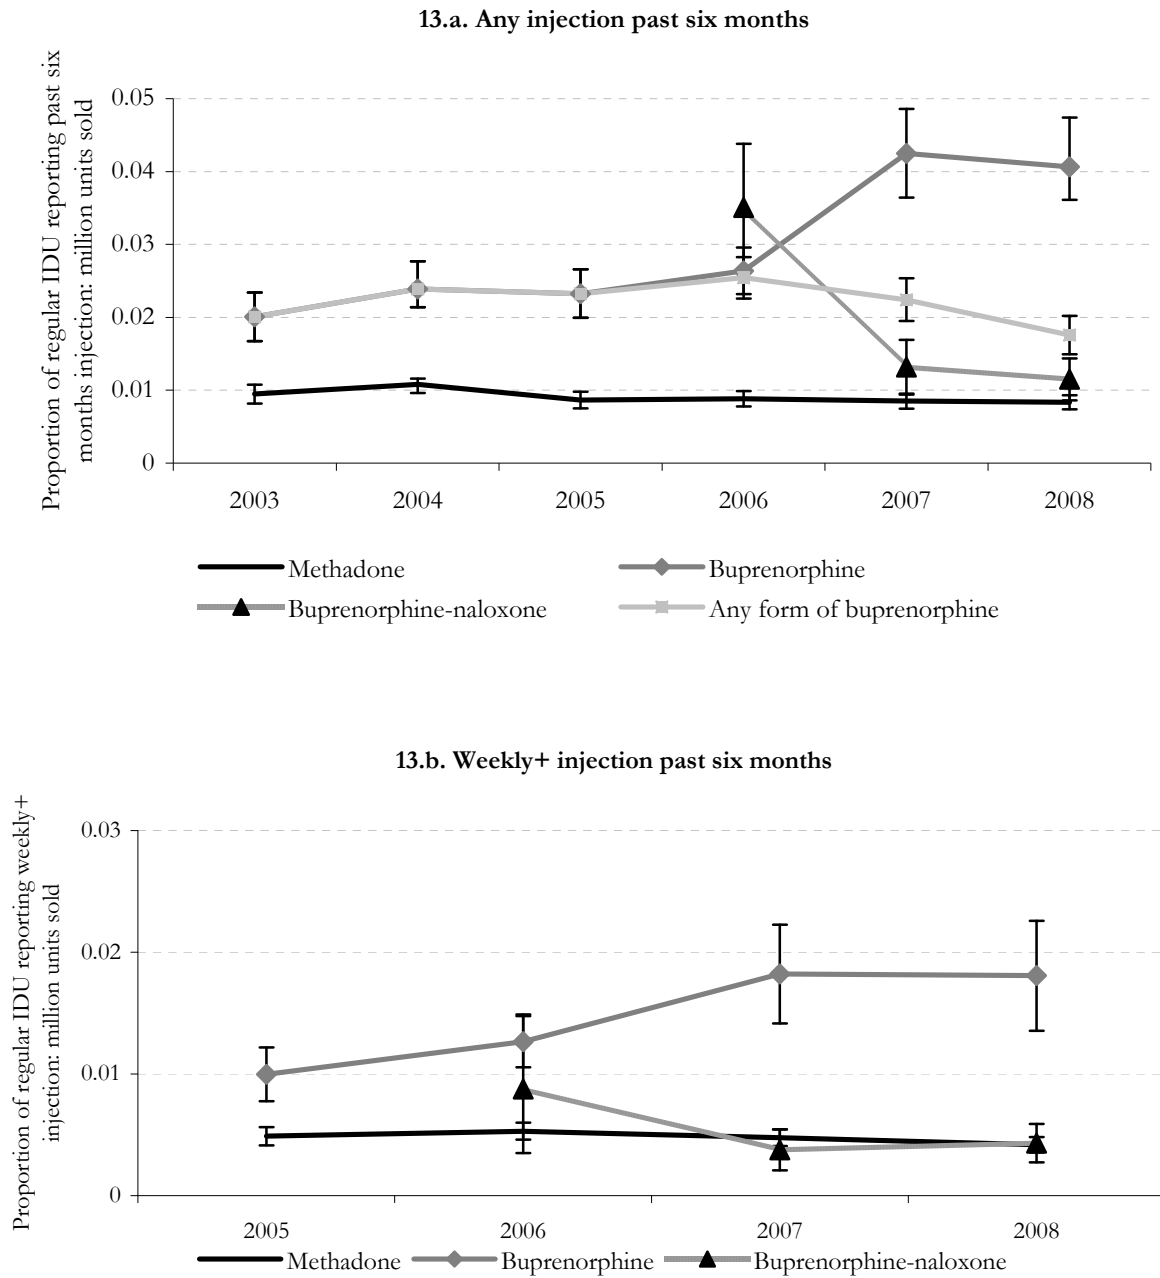 13.a. Any injection past six months
Proportion of regular IDU reporting past six
months injection: million units sold
0.05
0.04
0.03
0.02
0.01
0
2003 2004 2005 2006 2007 2008
Methadone Buprenorphine
Buprenorphine-naloxone Any form of buprenorphine
13.b. Weekly+ injection past six months
Proportion of regular IDU reporting weekly+
injection: million units sold
0.03
0.02
0.01
0
2005 2006 2007 2008
Methadone Buprenorphine Buprenorphine-naloxone